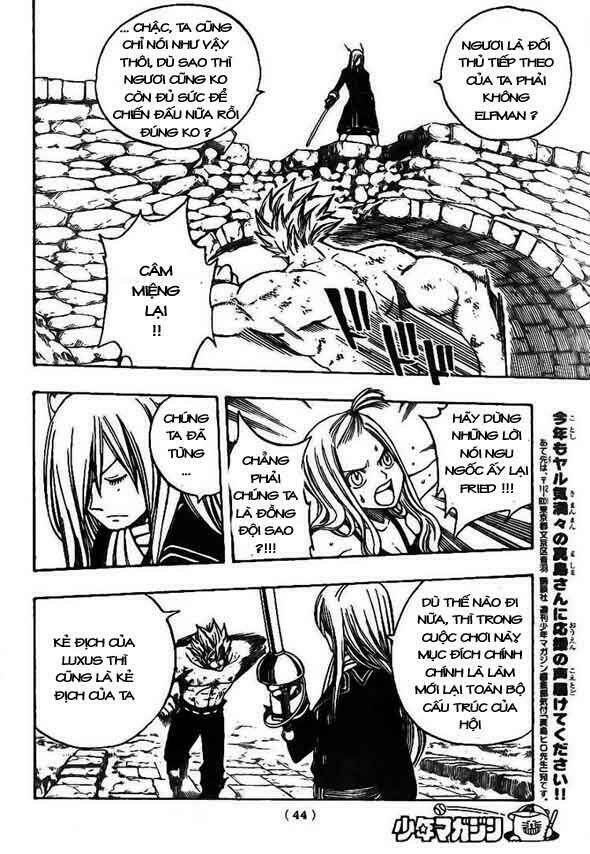 NGƯƠI LÀ ĐỐI
THỦ TIẾP THEO
CỦA TA PHẢI
KHÔNG
ELFMAN ?
... CHẬC, TA CŨNG
CHỈ NÓI NHƯ VẬY
THÔI, DÙ SAO THÌ
NGƯƠI CŨNG KO
CÒN ĐỦ SỨC ĐỂ
CHIẾN ĐẤU NỮA RỒI
ĐÚNG KO ?
CÂM
MIỆNG
LẠI
!!
ドドド
HÃY DỪNG
NHỮNG
LỜI NÓI
NGU
NGỐC ẤY LẠI
FRIED !!!
CHẲNG
PHẢI
CHÚNG TA
LÀ ĐỒNG
ĐỘI SAO
?!!!
CHÚNG
TA ĐÃ
TỪNG
...
DÙ THẾ NÀO ĐI
NỮA, THÌ TRONG
CUỘC CHƠI NÀY
MỤC ĐÍCH CHÍNH
CHÍNH LÀ LÀM
MỚI LẠI TOÀN BỘ
CẤU TRÚC CỦA
HỘI
KẺ ĐỊCH CỦA
LUXUS THÌ
CŨNG LÀ KẺ
ĐỊCH CỦA TA
今年もヤル気満々の真島さんに応援の声届けてください!!
( 44 )
少年マガジン